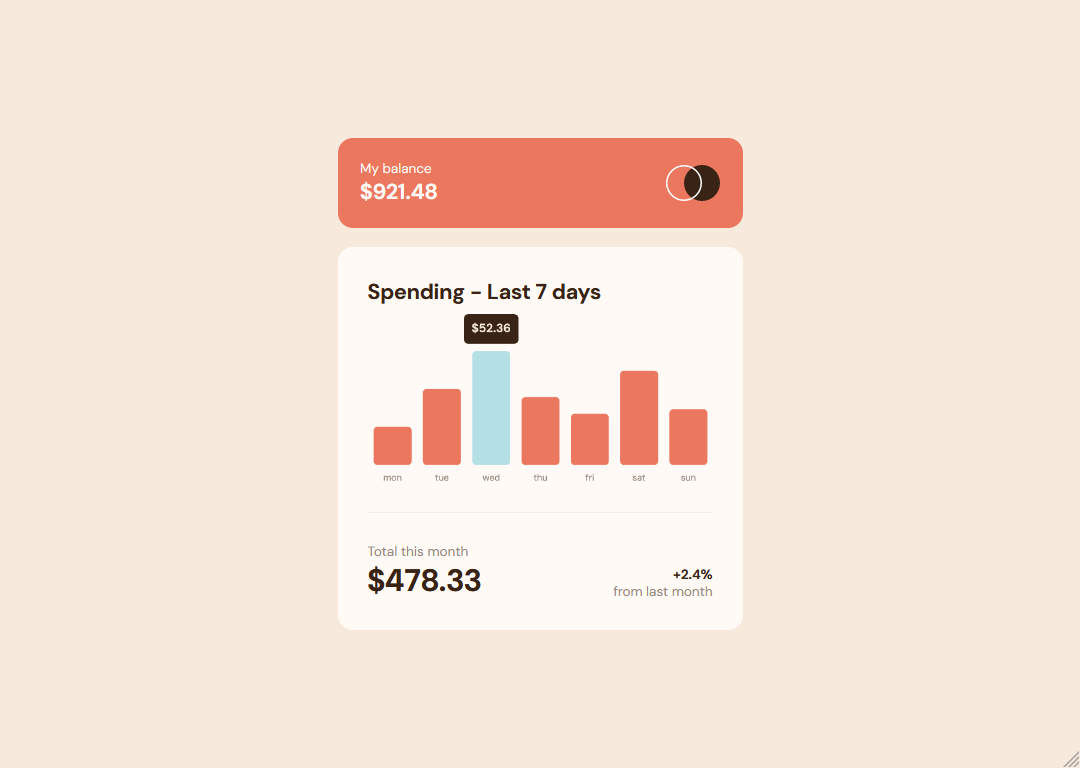 My balance
$921.48
Spending - Last 7 days
$52.36
mon tue wed thu fri sat sun
Total this month
$478.33
+2.4%
from last month